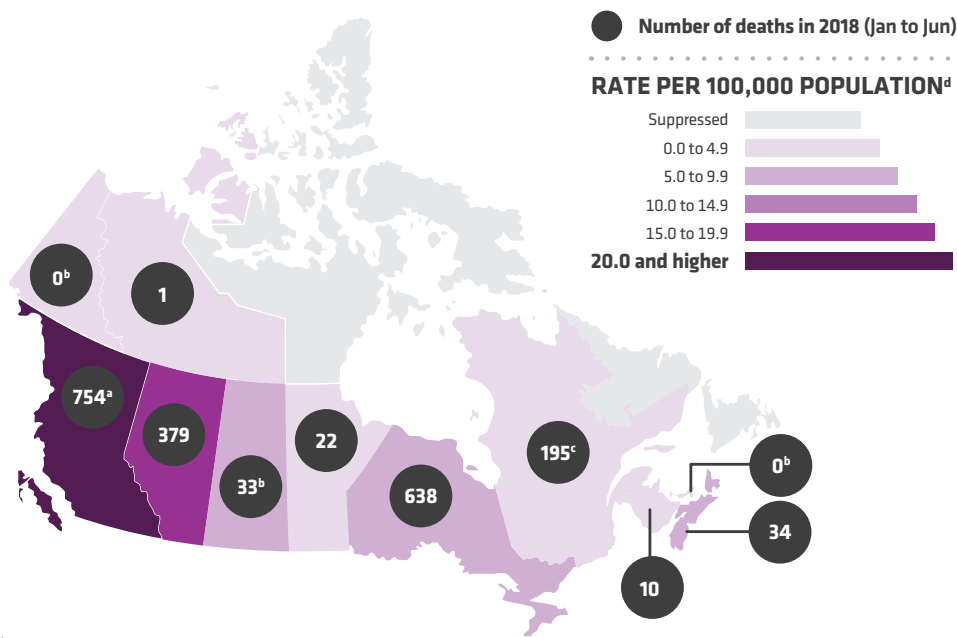 Number of deaths in 2018 (Jan to Jun)
RATE PER 100,000 POPULATIONᵈ
Suppressed
0.0 to 4.9
5.0 to 9.9
10.0 to 14.9
15.0 to 19.9
20.0 and higher
0ᵇ
1
754ᵃ
379
33ᵇ
22
638
195ᶜ
0ᵇ
34
10